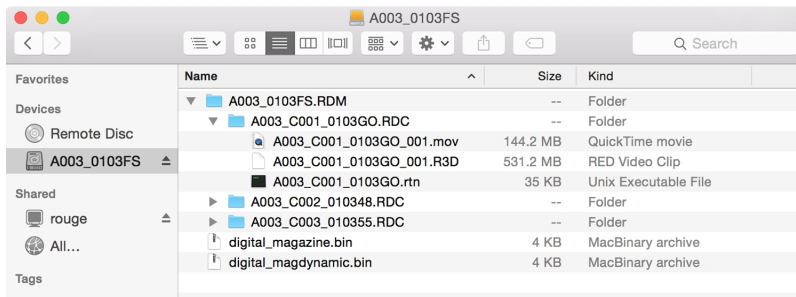 A003_0103FS
Search
Favorites
Devices
Remote Disc
A003_0103FS
Shared
rouge
All...
Tags
Name Size Kind
A003_0103FS.RDM -- Folder
A003_C001_0103GO.RDC -- Folder
A003_C001_0103GO_001.mov 144.2 MB QuickTime movie
A003_C001_0103GO_001.R3D 531.2 MB RED Video Clip
A003_C001_0103GO.rtn 35 KB Unix Executable File
A003_C002_010348.RDC -- Folder
A003_C003_010355.RDC -- Folder
digital_magazine.bin 4 KB MacBinary archive
digital_magdynamic.bin 4 KB MacBinary archive